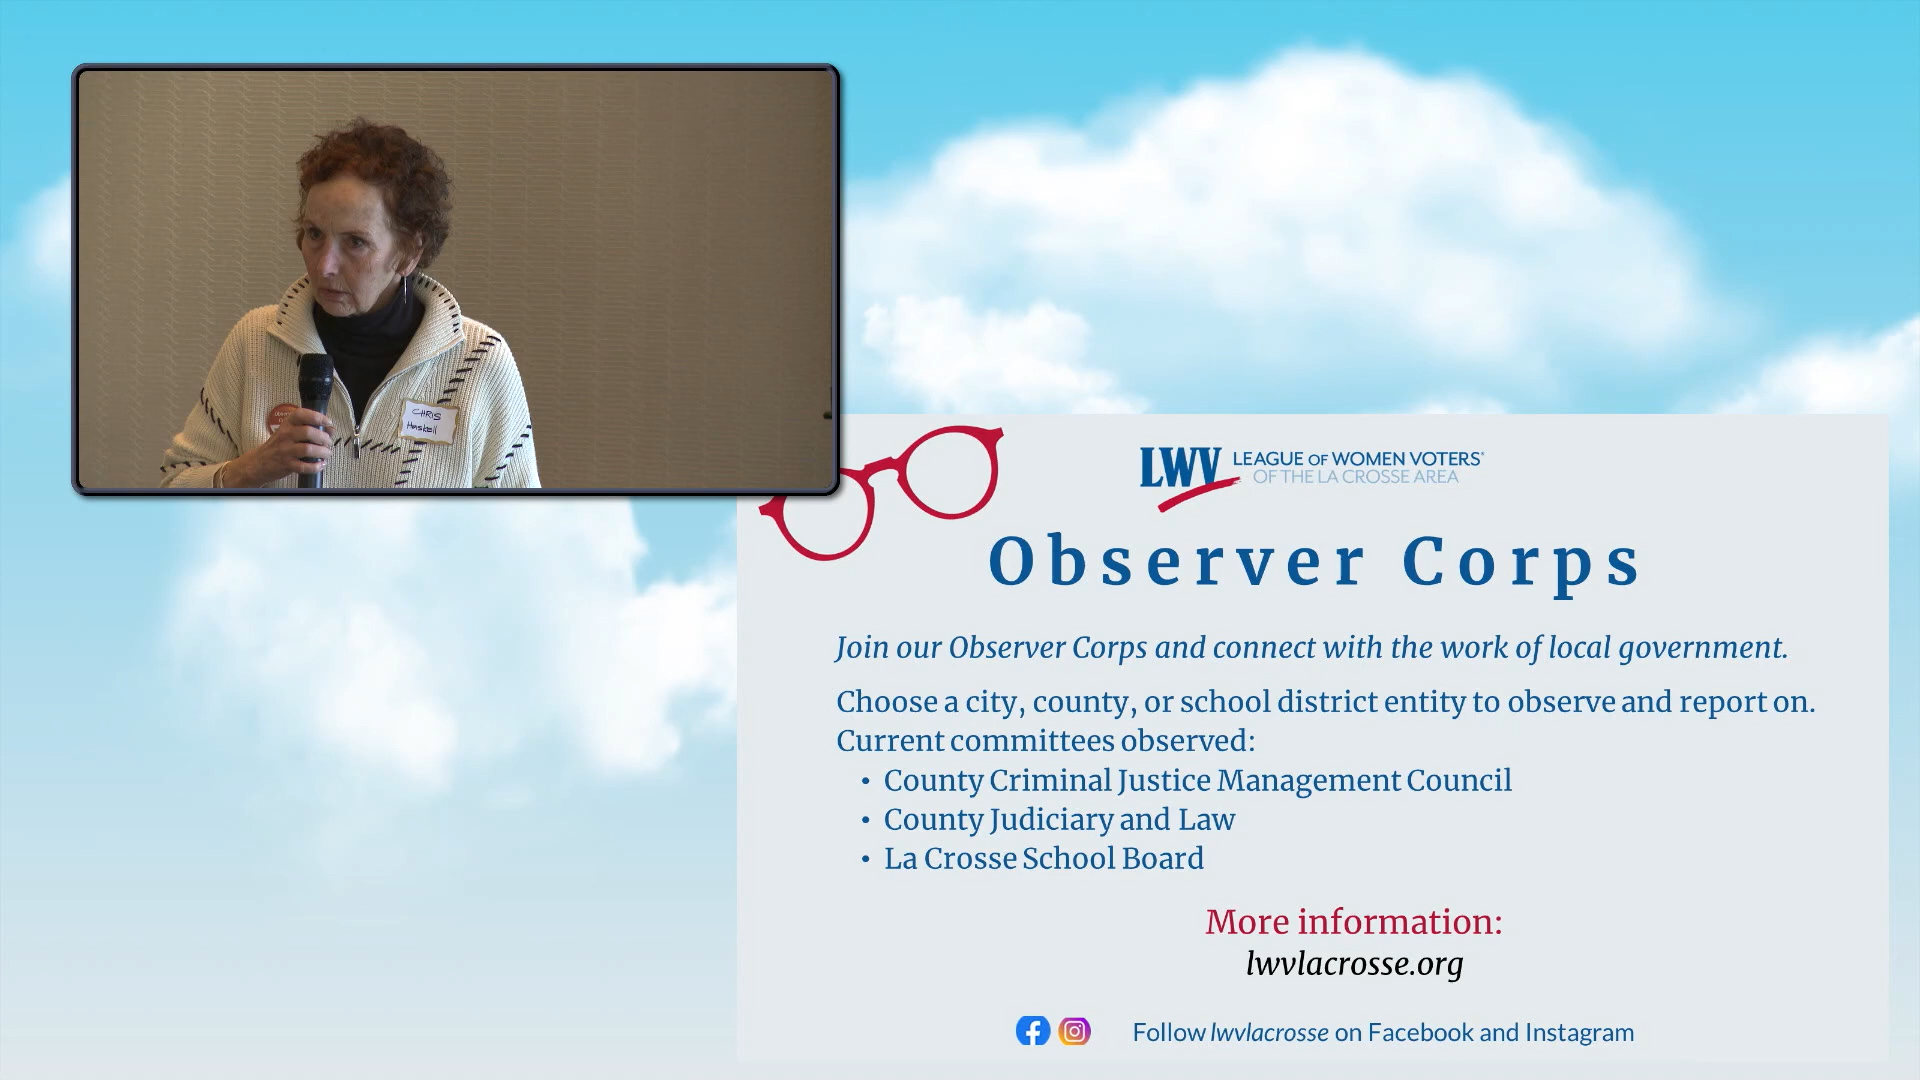 CHRIS
Haskell
LWV LEAGUE OF WOMEN VOTERS®
OF THE LA CROSSE AREA
Observer Corps
Join our Observer Corps and connect with the work of local government.
Choose a city, county, or school district entity to observe and report on.
Current committees observed:
• County Criminal Justice Management Council
• County Judiciary and Law
• La Crosse School Board
More information:
lwvlacrosse.org
Follow lwvlacrosse on Facebook and Instagram